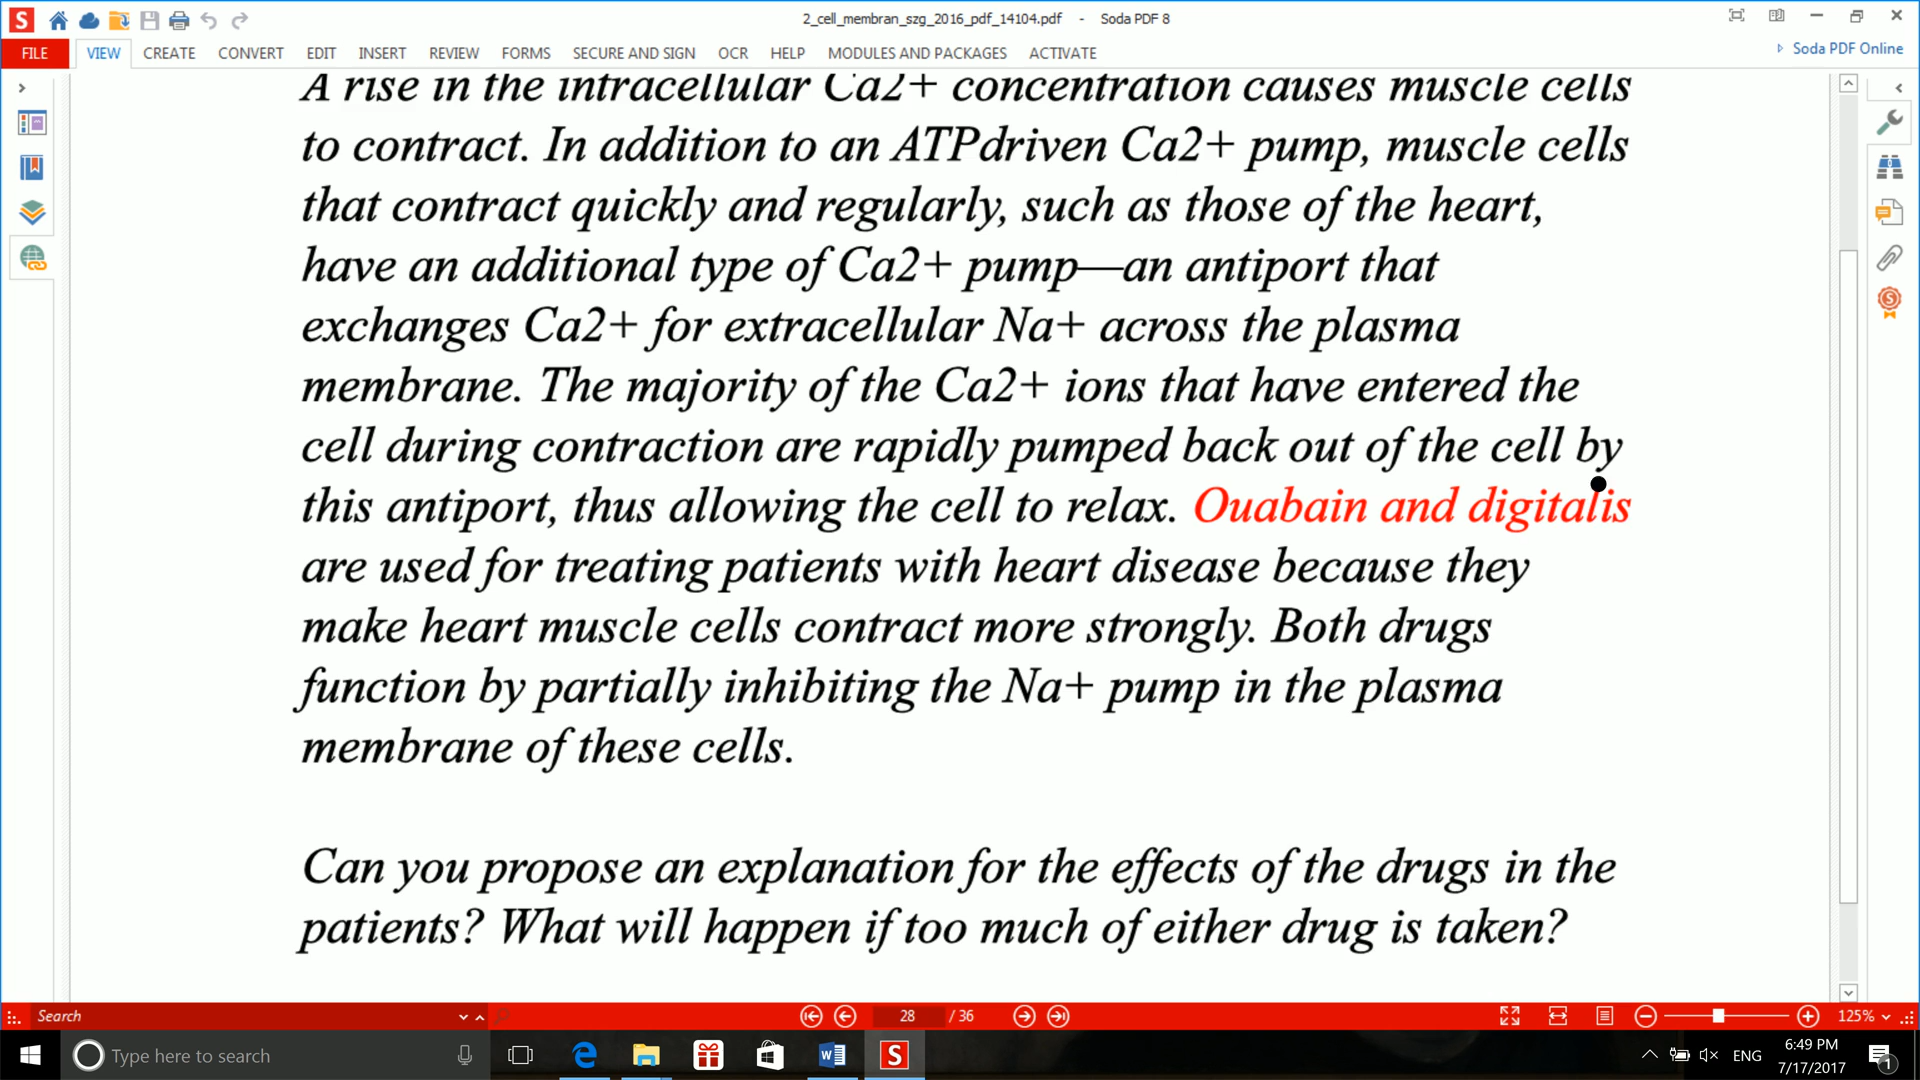 2_cell_membran_szg_2016_pdf_14104.pdf - Soda PDF 8
FILE VIEW CREATE CONVERT EDIT INSERT REVIEW FORMS SECURE AND SIGN OCR HELP MODULES AND PACKAGES ACTIVATE Soda PDF Online
A rise in the intracellular Ca2+ concentration causes muscle cells
to contract. In addition to an ATPdriven Ca2+ pump, muscle cells
that contract quickly and regularly, such as those of the heart,
have an additional type of Ca2+ pump—an antiport that
exchanges Ca2+ for extracellular Na+ across the plasma
membrane. The majority of the Ca2+ ions that have entered the
cell during contraction are rapidly pumped back out of the cell by
this antiport, thus allowing the cell to relax. Ouabain and digitalis
are used for treating patients with heart disease because they
make heart muscle cells contract more strongly. Both drugs
function by partially inhibiting the Na+ pump in the plasma
membrane of these cells.
Can you propose an explanation for the effects of the drugs in the
patients? What will happen if too much of either drug is taken?
Search 28 / 36 125%
Type here to search ENG 6:49 PM
7/17/2017 1